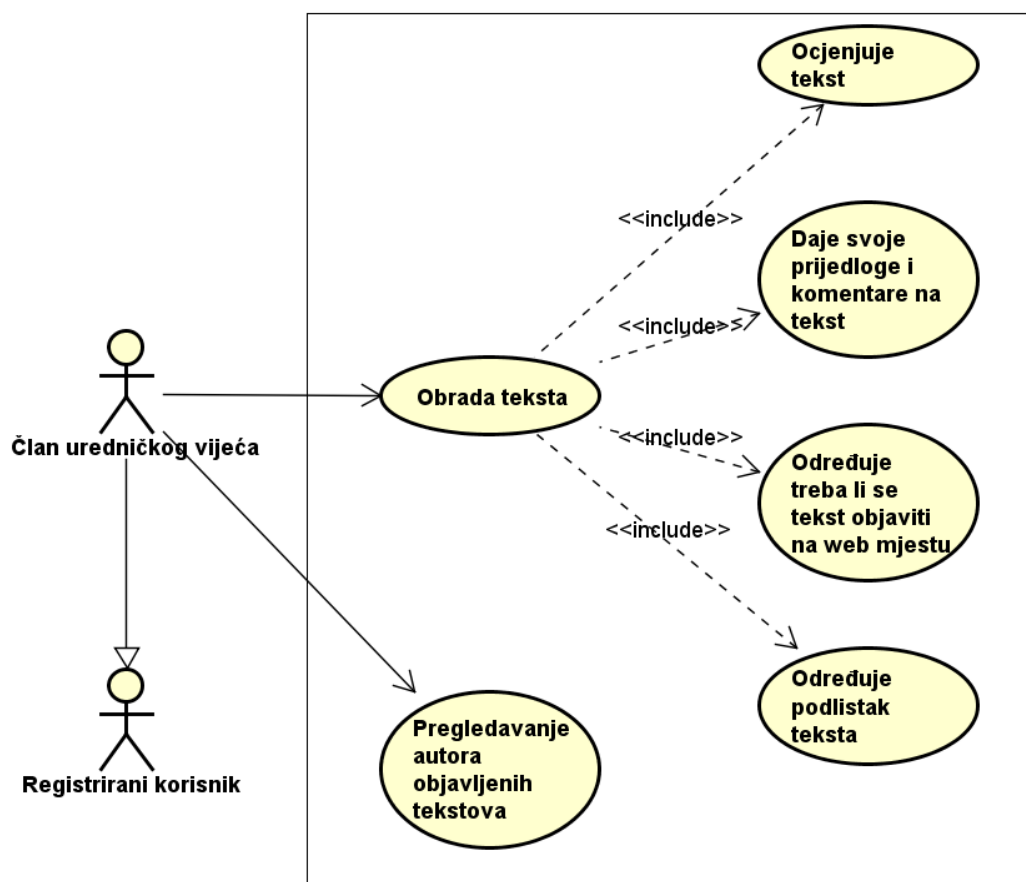 Ocjenjuje
tekst
<<include>>
Daje svoje
prijedloge i
komentare na
tekst
<<include>>
Obrada teksta
Član uredničkog vijeća
<<include>>
Određuje
treba li se
tekst objaviti
na web mjestu
<<include>>
Određuje
podlistak
teksta
Pregledavanje
autora
objavljenih
tekstova
Registrirani korisnik